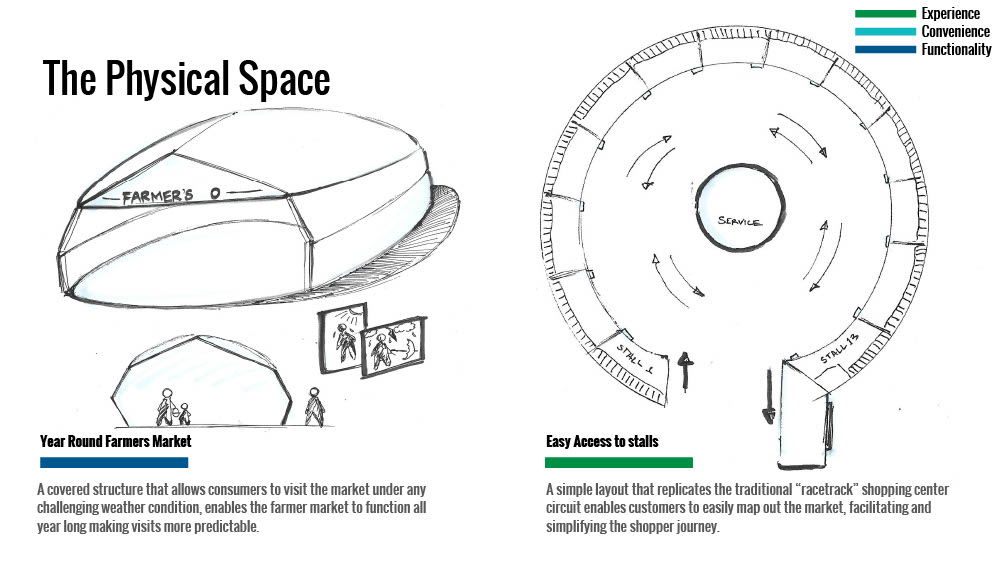 Experience
Convenience
Functionality
The Physical Space
FARMER'S
SERVICE
STALL 1
STALL 13
Year Round Farmers Market
A covered structure that allows consumers to visit the market under any
challenging weather condition, enables the farmer market to function all
year long making visits more predictable.
Easy Access to stalls
A simple layout that replicates the traditional “racetrack” shopping center
circuit enables customers to easily map out the market, facilitating and
simplifying the shopper journey.